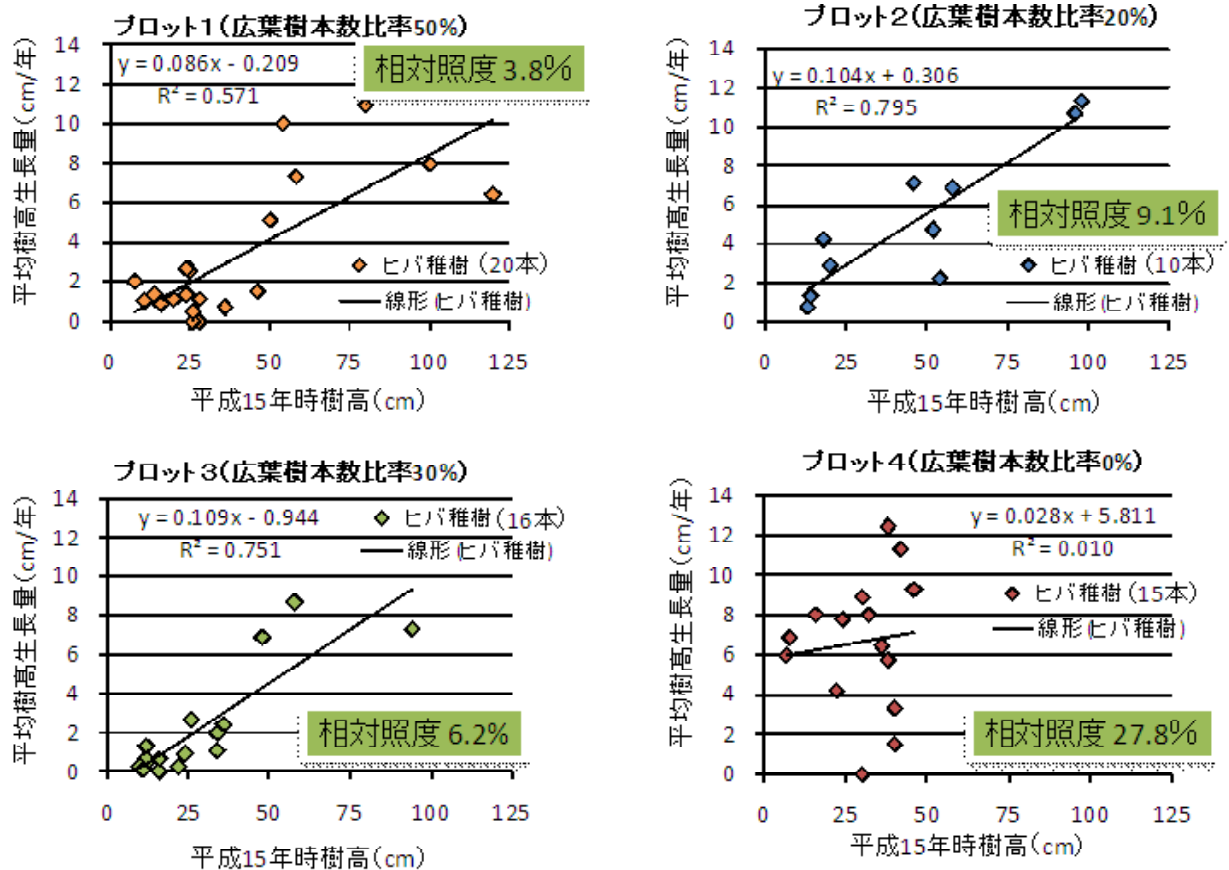 プロット1(広葉樹本数比率50%)
平均樹高生長量(cm/年)
14
12
10
8
6
4
2
0
y = 0.086x - 0.209
R² = 0.571
相対照度 3.8%
ヒバ稚樹 (20本)
線形 (ヒバ稚樹)
0 25 50 75 100 125
平成15年時樹高(cm)
プロット2(広葉樹本数比率20%)
平均樹高生長量(cm/年)
14
12
10
8
6
4
2
0
y = 0.104x + 0.306
R² = 0.795
相対照度 9.1%
ヒバ稚樹 (10本)
線形 (ヒバ稚樹)
0 25 50 75 100 125
平成15年時樹高(cm)
プロット3(広葉樹本数比率30%)
平均樹高生長量(cm/年)
14
12
10
8
6
4
2
0
y = 0.109x - 0.944
R² = 0.751
ヒバ稚樹 (16本)
線形 (ヒバ稚樹)
相対照度 6.2%
0 25 50 75 100 125
平成15年時樹高(cm)
プロット4(広葉樹本数比率0%)
平均樹高生長量(cm/年)
14
12
10
8
6
4
2
0
y = 0.028x + 5.811
R² = 0.010
ヒバ稚樹 (15本)
線形 (ヒバ稚樹)
相対照度 27.8%
0 25 50 75 100 125
平成15年時樹高(cm)